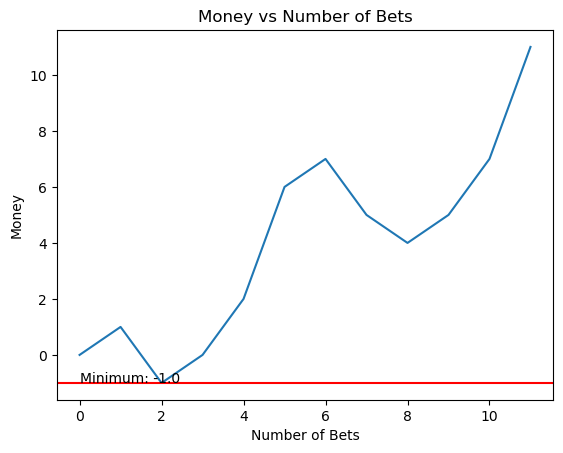 Money vs Number of Bets
10
8
6
4
2
0
Money
Minimum: -1.0
0 2 4 6 8 10
Number of Bets